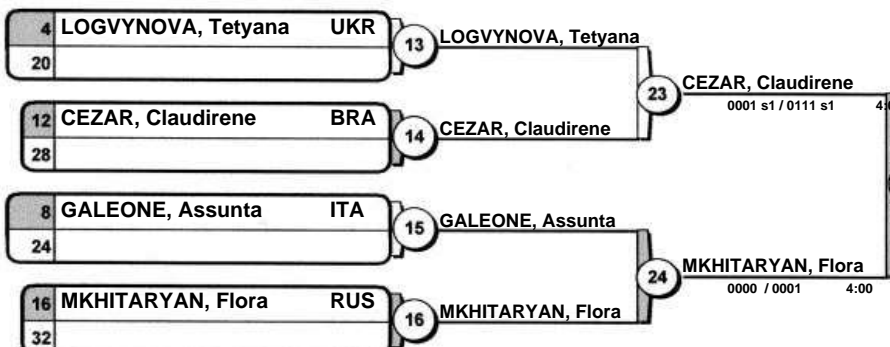 4 LOGVYNOVA, Tetyana UKR
20
13
LOGVYNOVA, Tetyana
12 CEZAR, Claudirene BRA
28
14
CEZAR, Claudirene
23
CEZAR, Claudirene
0001 s1 / 0111 s1
8 GALEONE, Assunta ITA
24
15
GALEONE, Assunta
16 MKHITARYAN, Flora RUS
32
16
MKHITARYAN, Flora
24
MKHITARYAN, Flora
0000 / 0001 4:00